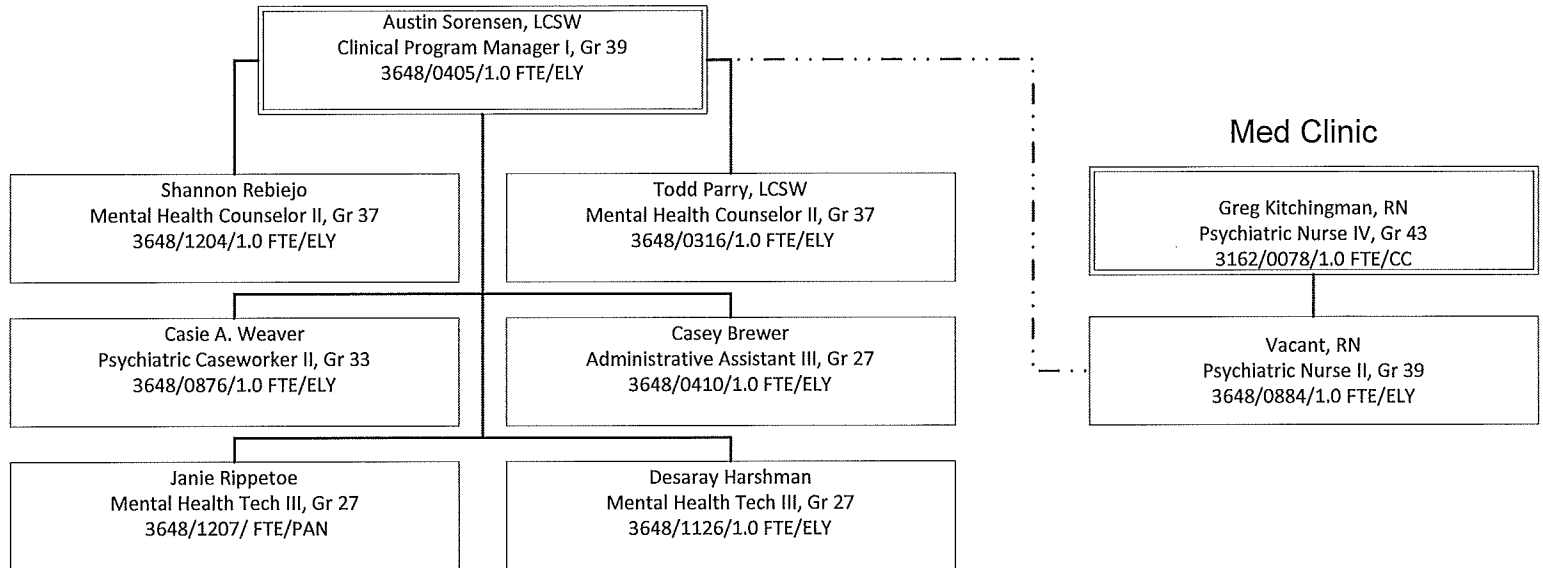 Austin Sorensen, LCSW
Clinical Program Manager I, Gr 39
3648/0405/1.0 FTE/ELY
Shannon Rebiejo
Mental Health Counselor II, Gr 37
3648/1204/1.0 FTE/ELY
Todd Parry, LCSW
Mental Health Counselor II, Gr 37
3648/0316/1.0 FTE/ELY
Casie A. Weaver
Psychiatric Caseworker II, Gr 33
3648/0876/1.0 FTE/ELY
Casey Brewer
Administrative Assistant III, Gr 27
3648/0410/1.0 FTE/ELY
Janie Rippetoe
Mental Health Tech III, Gr 27
3648/1207/ FTE/PAN
Desaray Harshman
Mental Health Tech III, Gr 27
3648/1126/1.0 FTE/ELY
Med Clinic
Greg Kitchingman, RN
Psychiatric Nurse IV, Gr 43
3162/0078/1.0 FTE/CC
Vacant, RN
Psychiatric Nurse II, Gr 39
3648/0884/1.0 FTE/ELY